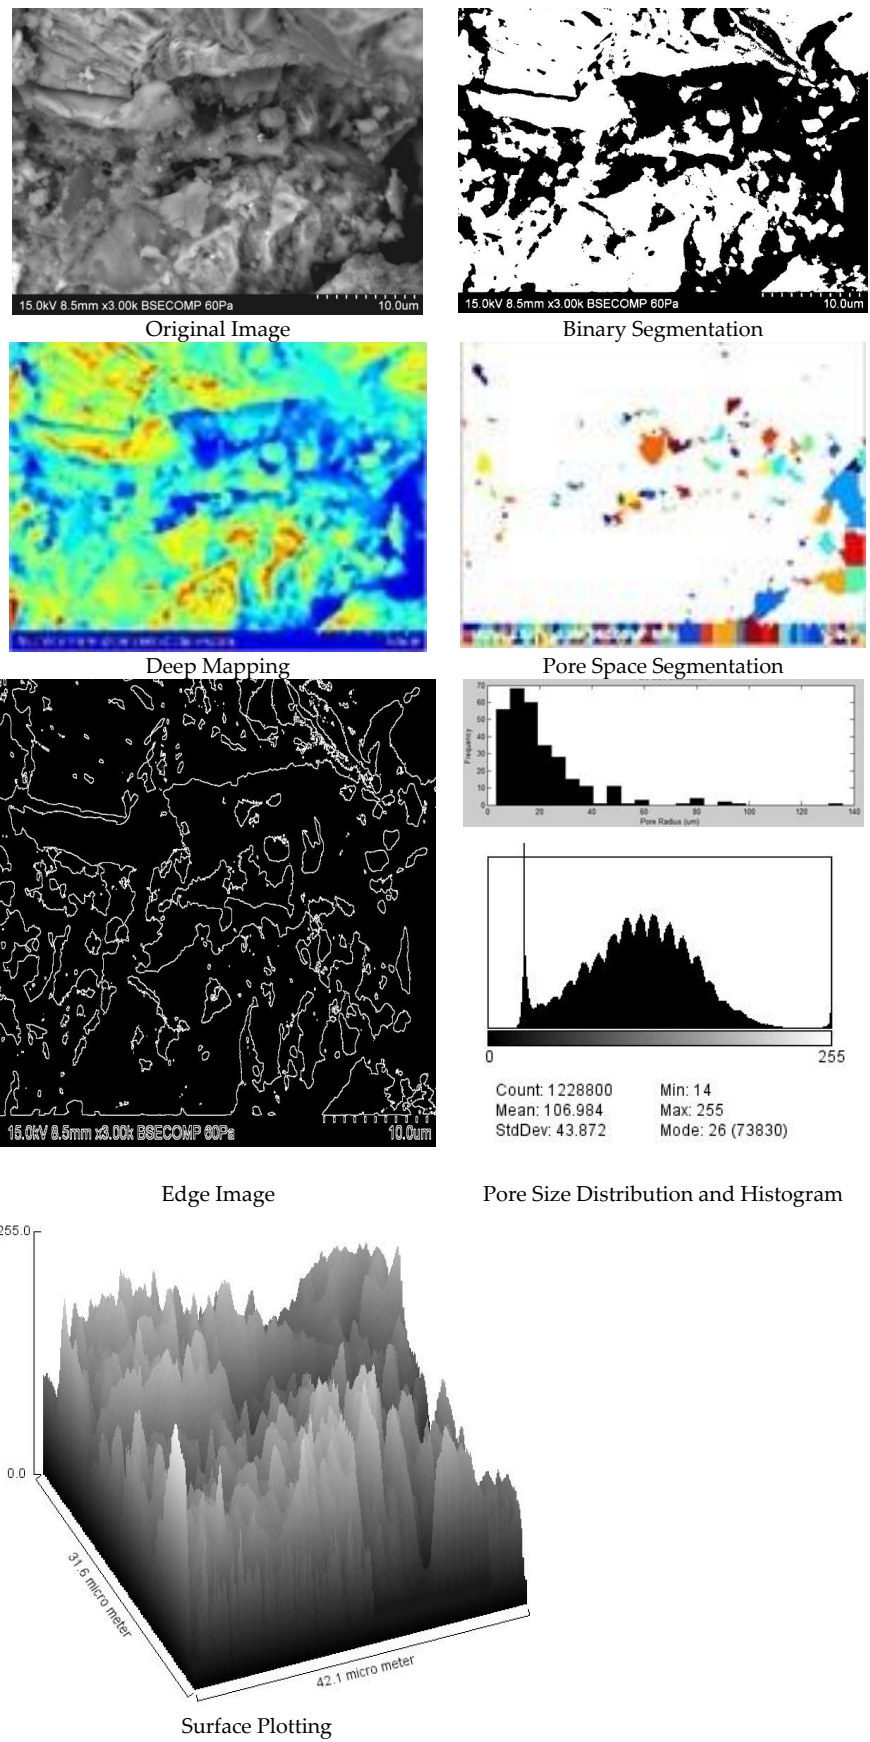 15.0kV 8.5mm x3.00k BSECOMP 60Pa 10.0um
15.0kV 8.5mm x3.00k BSECOMP 60Pa 10.0um
Original Image
Binary Segmentation
Deep Mapping
Pore Space Segmentation
70
60
50
40
30
20
10
0
Frequency
0 20 40 60 80 100 120 140
Pore Radius (um)
0 255
Count: 1228800 Min: 14
Mean: 106.984 Max: 255
StdDev: 43.872 Mode: 26 (73830)
15.0kV 8.5mm x3.00k BSECOMP 60Pa 10.0um
Edge Image
Pore Size Distribution and Histogram
255.0
0.0
31.6 micro meter
42.1 micro meter
Surface Plotting